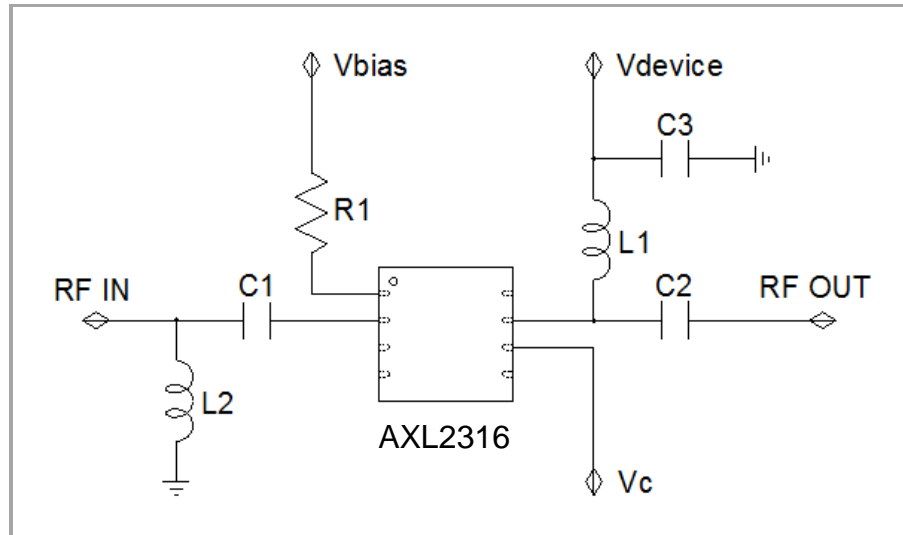 Vbias
Vdevice
C3
R1
L1
RF IN
C1
C2
RF OUT
L2
AXL2316
Vc